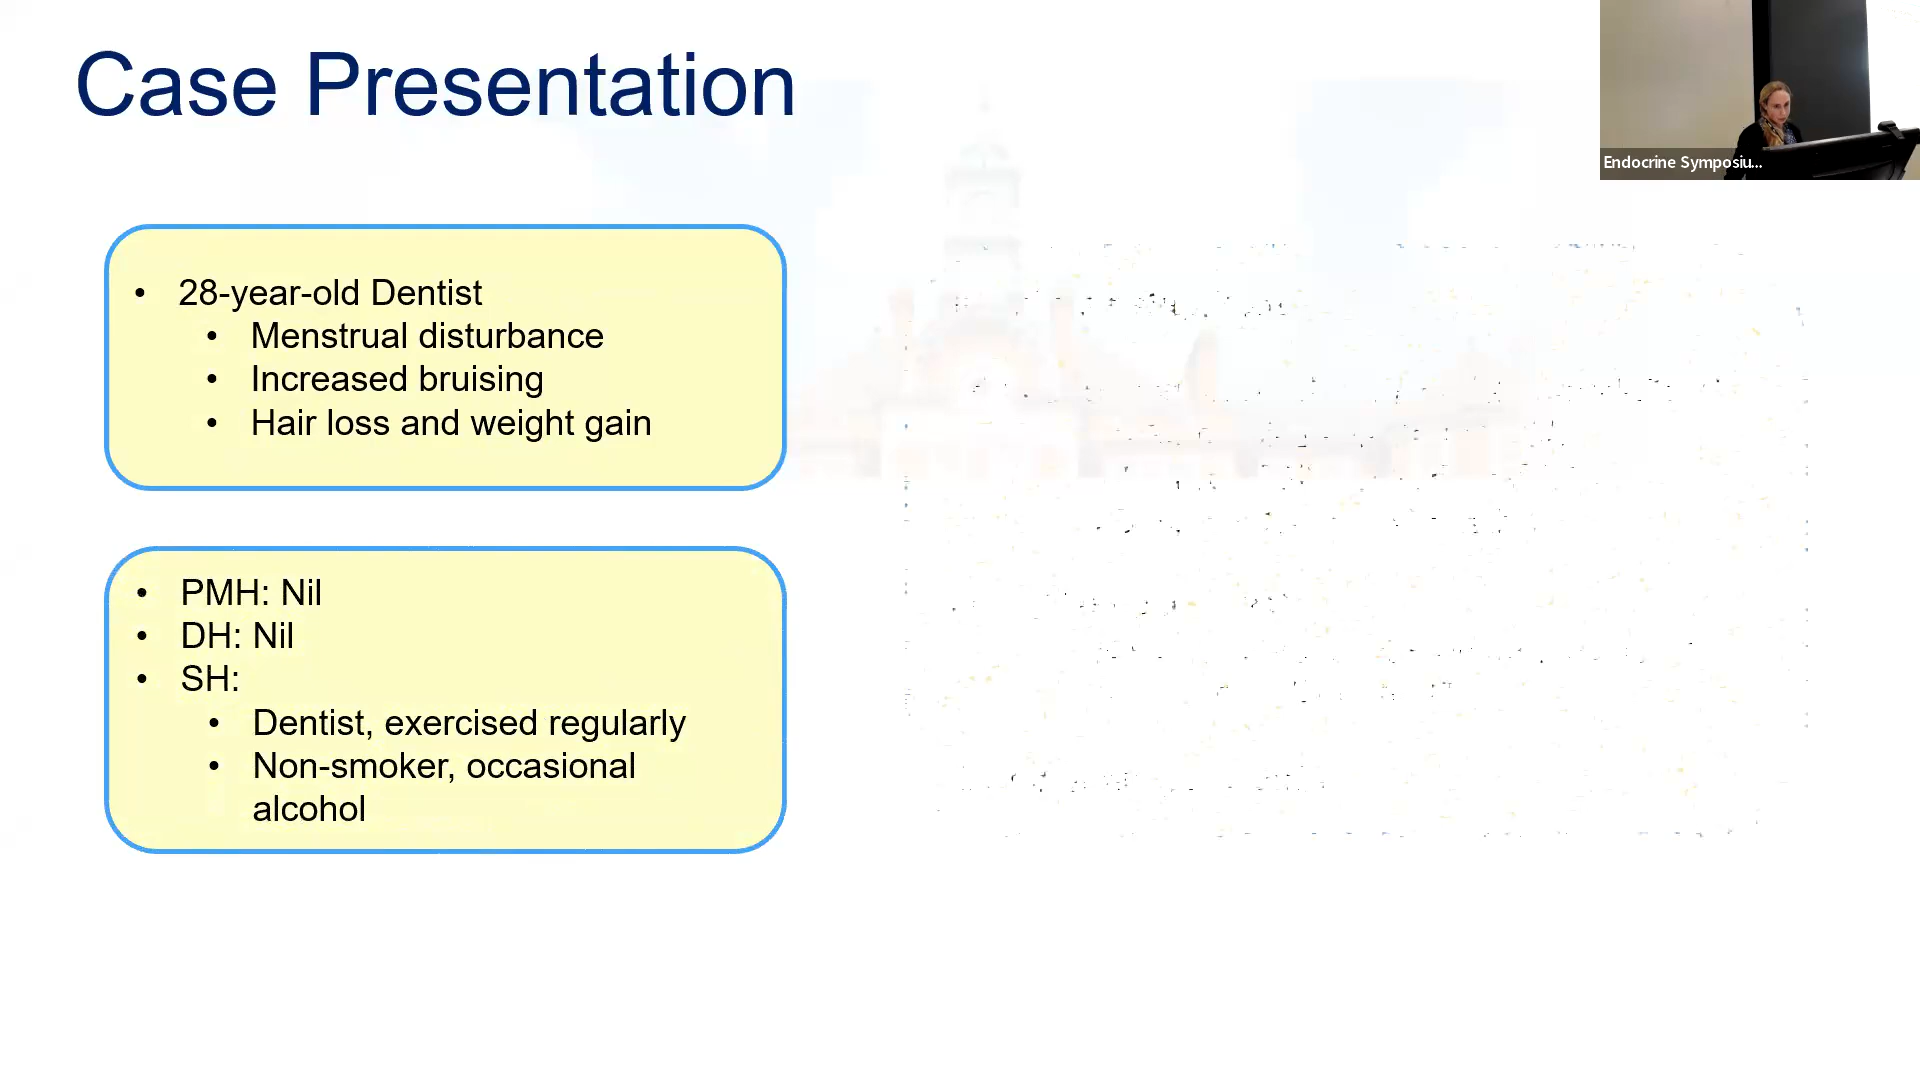 Case Presentation
Endocrine Symposiu...
• 28-year-old Dentist
• Menstrual disturbance
• Increased bruising
• Hair loss and weight gain
• PMH: Nil
• DH: Nil
• SH:
• Dentist, exercised regularly
• Non-smoker, occasional
alcohol